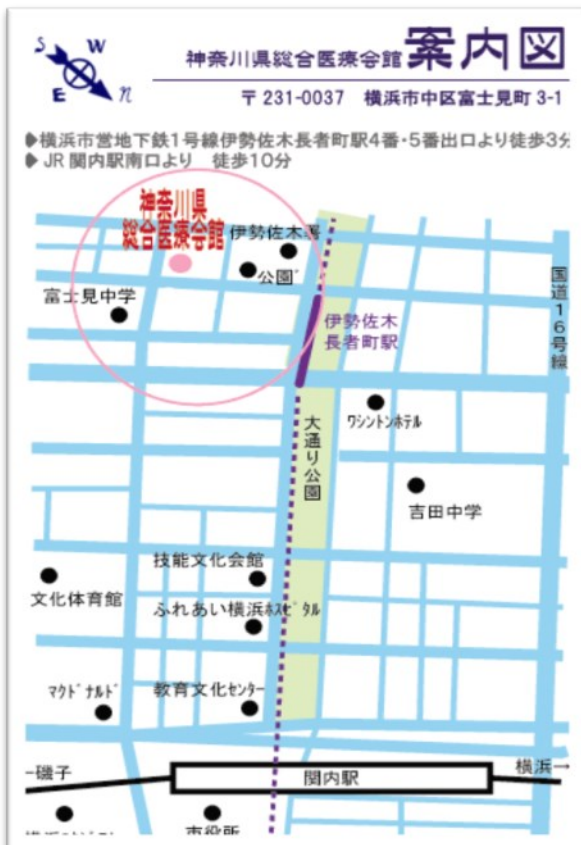 S W
E n
神奈川県総合医療会館 案内図
〒231-0037 横浜市中区富士見町 3-1
▶横浜市営地下鉄1号線伊勢佐木長者町駅4番・5番出口より徒歩3分
▶ JR 関内駅南口より 徒歩10分
神奈川県
総合医療会館
伊勢佐木署
公園
富士見中学
国道16号線
伊勢佐木
長者町駅
ワシントンホテル
大通り公園
吉田中学
技能文化会館
文化体育館
ふれあい横浜ホスピタル
マクドナルド
教育文化センター
磯子
関内駅
横浜→
市役所